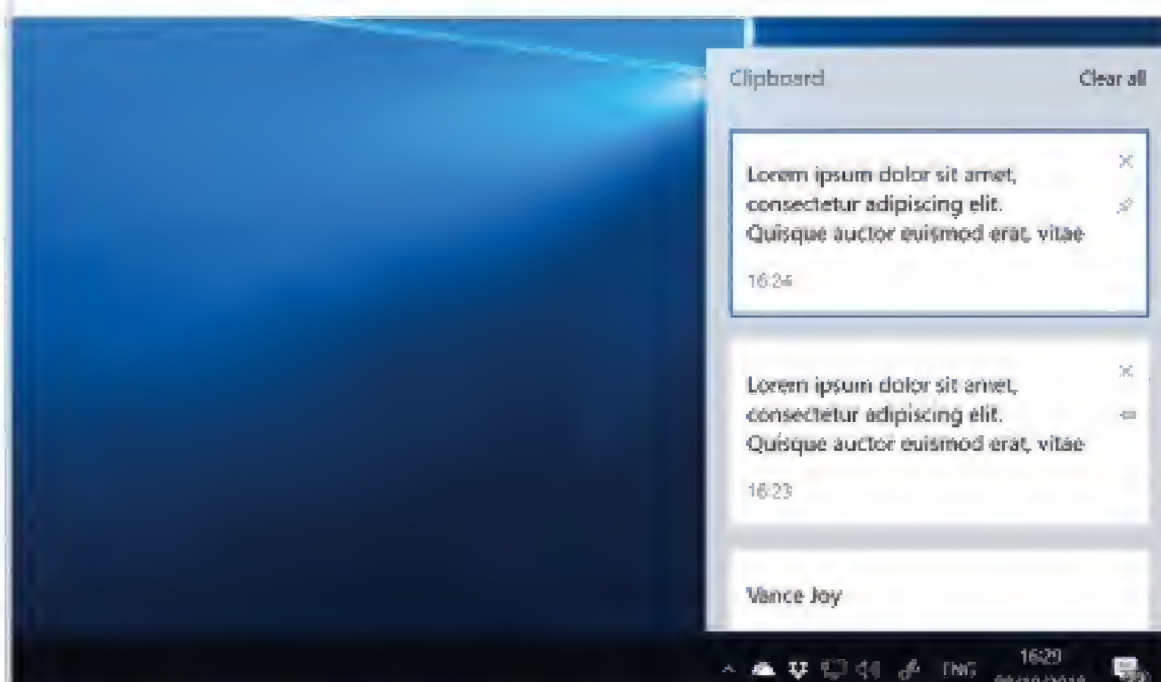 Clipboard Clear all
Lorem ipsum dolor sit amet,
consectetur adipiscing elit.
Quisque auctor euismod erat, vitae
16:24
Lorem ipsum dolor sit amet,
consectetur adipiscing elit.
Quisque auctor euismod erat, vitae
16:23
Vance Joy
ENG 16:29